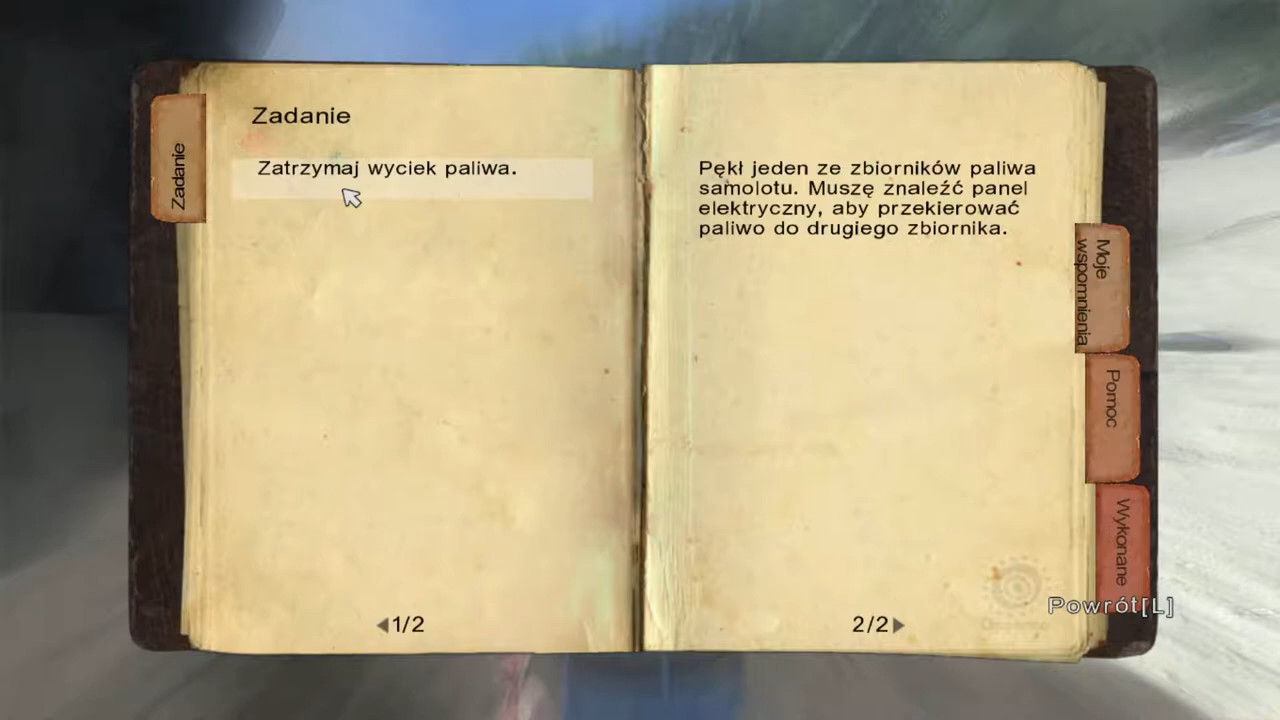 Zadanie
Zadanie
Zatrzymaj wyciek paliwa.
1/2
Pękł jeden ze zbiorników paliwa
samolotu. Muszę znaleźć panel
elektryczny, aby przekierować
paliwo do drugiego zbiornika.
2/2
Moje
wspomnienia
Pomoc
Wykonane
Powrót[L]